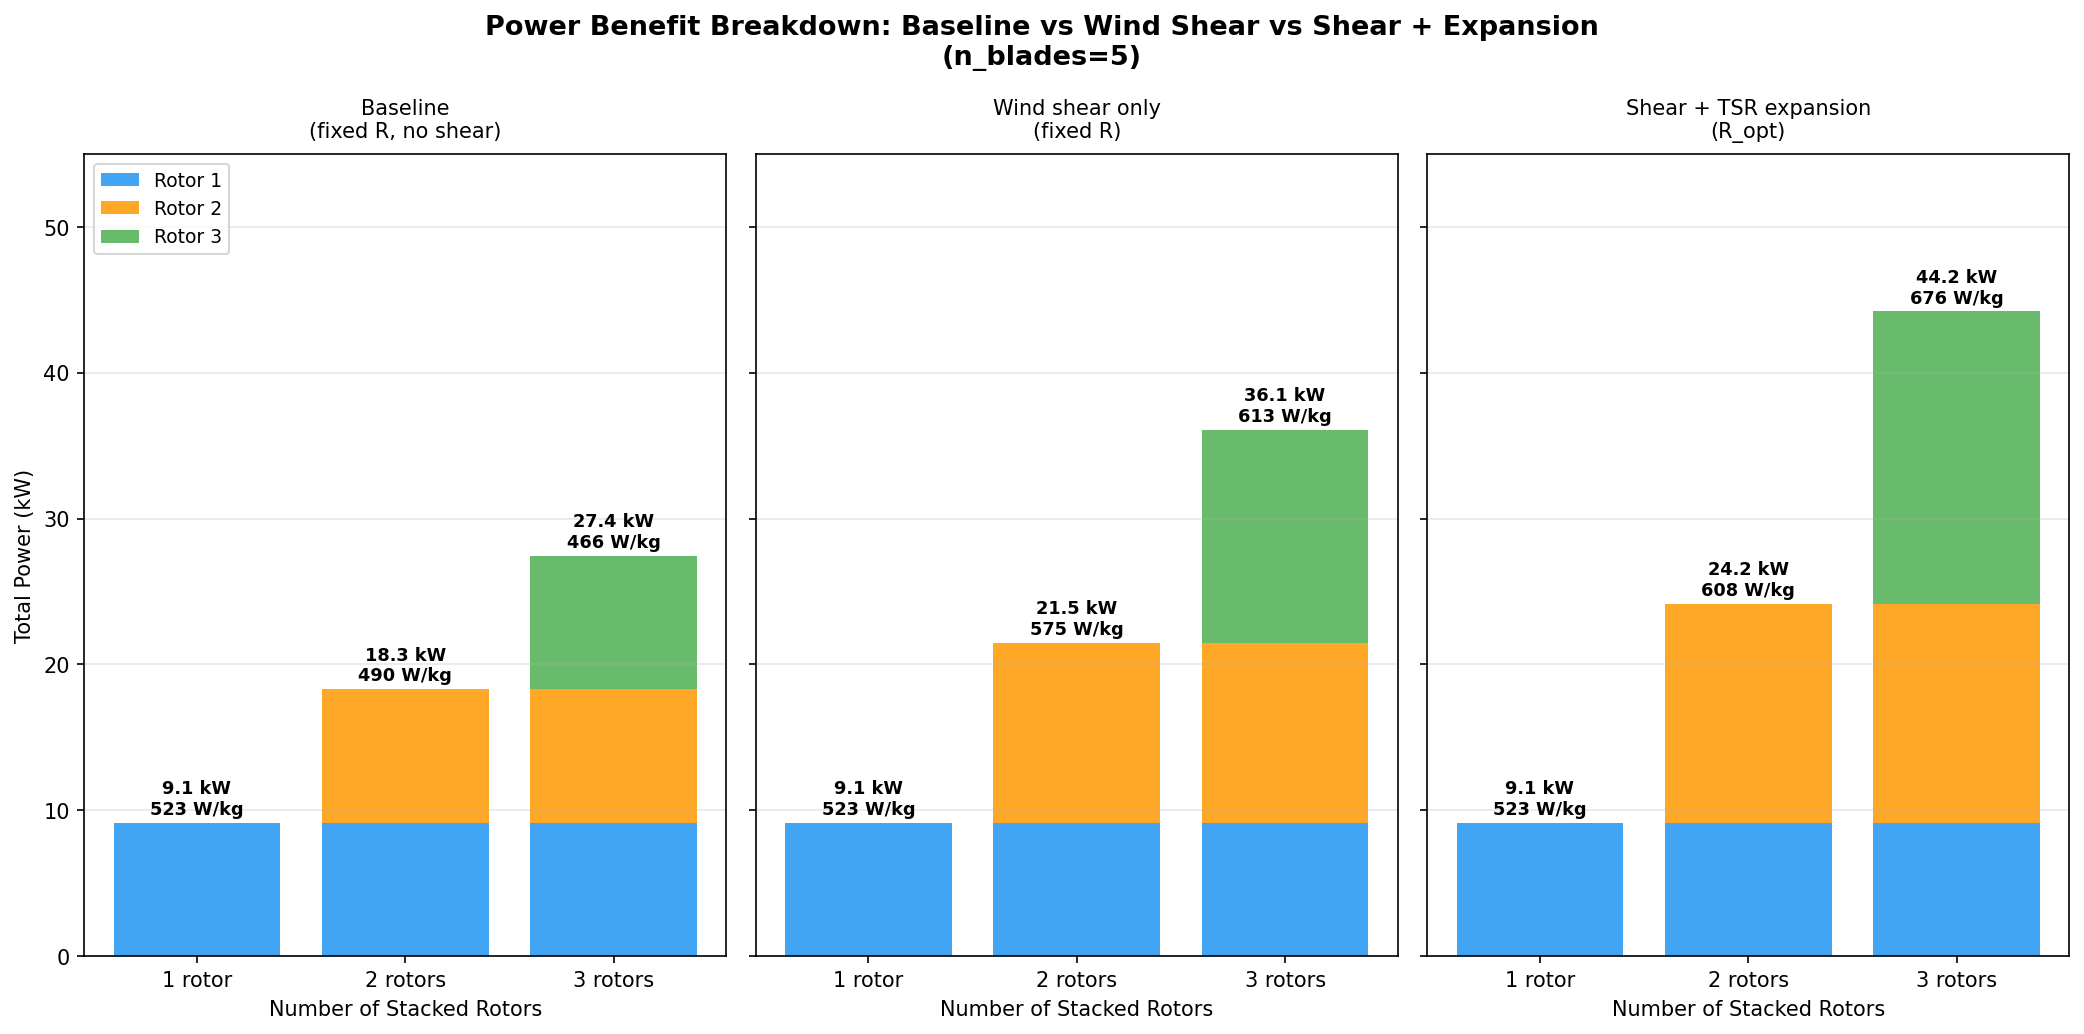 Power Benefit Breakdown: Baseline vs Wind Shear vs Shear + Expansion
(n_blades=5)
Baseline
(fixed R, no shear)
Total Power (kW)
50
40
30
20
10
0
Rotor 1
Rotor 2
Rotor 3
9.1 kW
523 W/kg
18.3 kW
490 W/kg
27.4 kW
466 W/kg
1 rotor
2 rotors
3 rotors
Number of Stacked Rotors
Wind shear only
(fixed R)
9.1 kW
523 W/kg
21.5 kW
575 W/kg
36.1 kW
613 W/kg
1 rotor
2 rotors
3 rotors
Number of Stacked Rotors
Shear + TSR expansion
(R_opt)
9.1 kW
523 W/kg
24.2 kW
608 W/kg
44.2 kW
676 W/kg
1 rotor
2 rotors
3 rotors
Number of Stacked Rotors